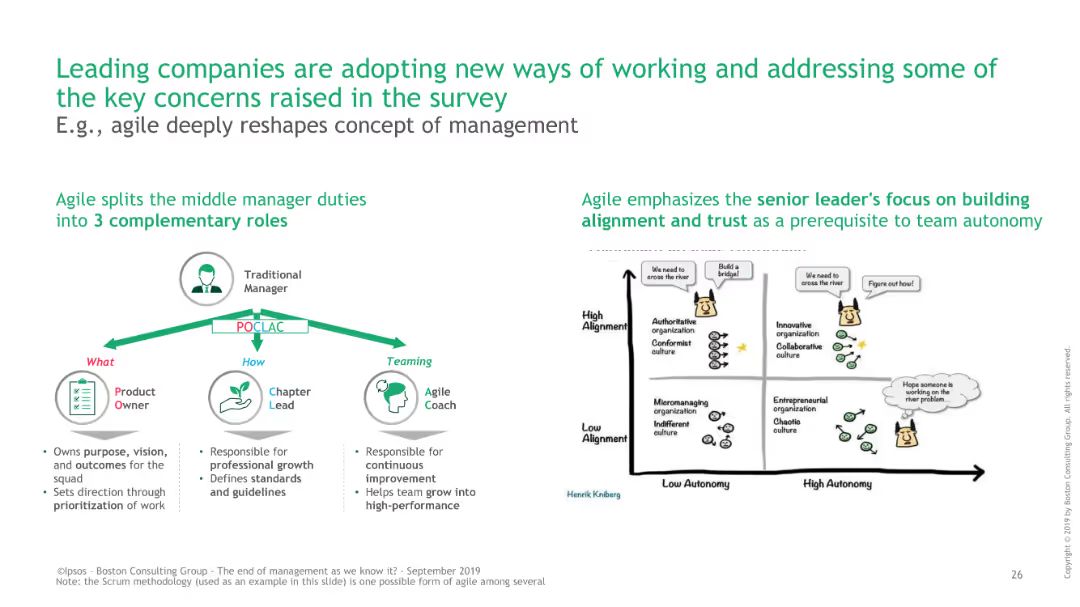 Leading companies are adopting new ways of working and addressing some of
the key concerns raised in the survey
E.g., agile deeply reshapes concept of management
Agile splits the middle manager duties
into 3 complementary roles
Traditional
Manager
POCLAC
What
How
Teaming
Product
Owner
Chapter
Lead
Agile
Coach
• Owns purpose, vision,
and outcomes for the
squad
• Sets direction through
prioritization of work
• Responsible for
professional growth
• Defines standards
and guidelines
• Responsible for
continuous
improvement
• Helps team grow into
high-performance
Agile emphasizes the senior leader's focus on building
alignment and trust as a prerequisite to team autonomy
We need to
cross the river
Build a
bridge!
We need to
cross the river
Figure out how!
High
Alignment
Authoritative
organization
Conformist
culture
Innovative
organization
Collaborative
culture
Hope someone is
working on the
river problem...
Low
Alignment
Micromanaging
organization
Indifferent
culture
Entrepreneurial
organization
Chaotic
culture
Low Autonomy
High Autonomy
Henrik Kniberg
©Ipsos - Boston Consulting Group - The end of management as we know it? - September 2019
Note: the Scrum methodology (used as an example in this slide) is one possible form of agile among several
26
Copyright © 2019 by Boston Consulting Group. All rights reserved.